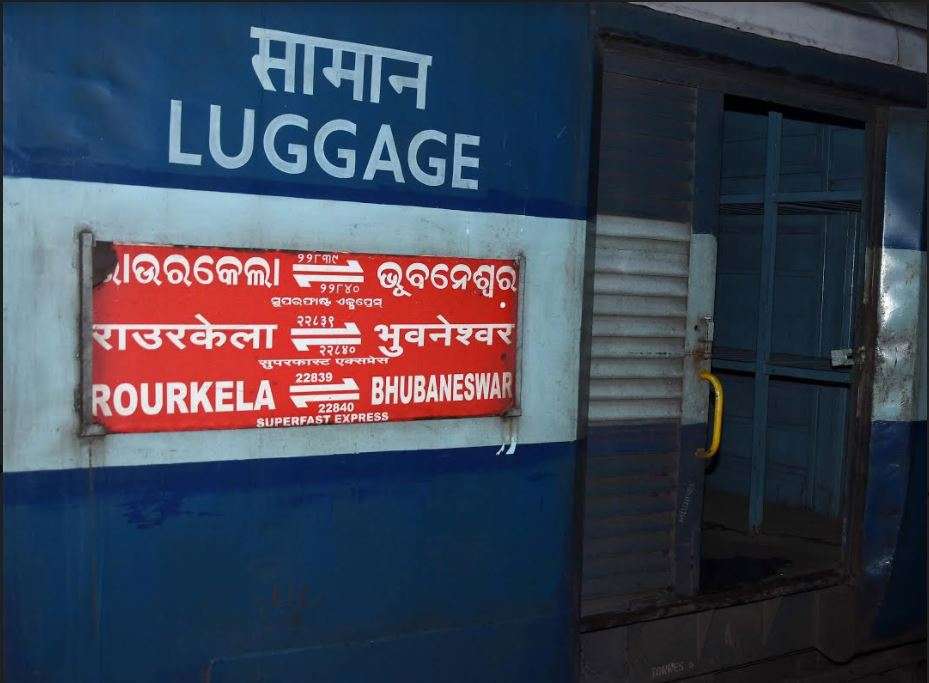 सामान
LUGGAGE
ରାଉରକେଲା ୨୨୮୩୯ ୨୨୮୪୦ ଭୁବନେଶ୍ୱର
ସୁପରଫାଷ୍ଟ ଏକ୍ସପ୍ରେସ୍
राउरकेला २२८३९ २२८४० भुवनेश्वर
सुपरफास्ट एक्सप्रेस
ROURKELA 22839 22840 BHUBANESWAR
SUPERFAST EXPRESS